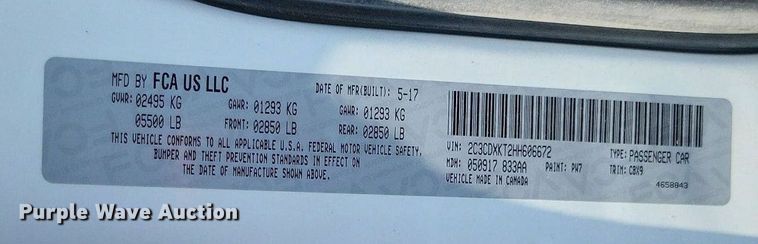 MFD BY FCA US LLC DATE OF MFR(BUILT): 5-17
GVWR: 02495 KG GAWR: 01293 KG GAWR: 01293 KG
05500 LB FRONT: 02850 LB REAR: 02850 LB
THIS VEHICLE CONFORMS TO ALL APPLICABLE U.S.A. FEDERAL MOTOR VEHICLE SAFETY,
BUMPER AND THEFT PREVENTION STANDARDS IN EFFECT ON
THE DATE OF MANUFACTURE SHOWN ABOVE.
VIN: 2C3CDXKT2HH606672 TYPE: PASSENGER CAR
MDH: 050917 833AA PAINT: PW7 TRIM: CBX9
VEHICLE MADE IN CANADA 4658843
Purple Wave Auction